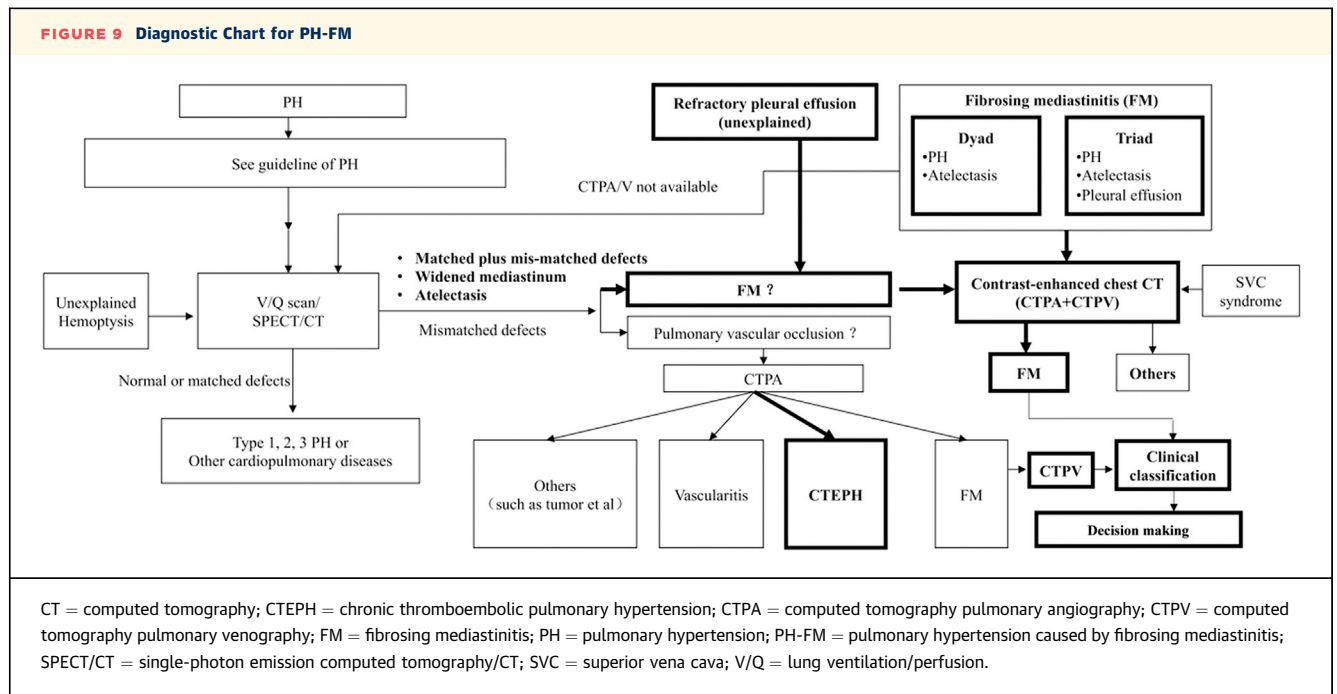 FIGURE 9 Diagnostic Chart for PH-FM
PH
See guideline of PH
Unexplained
Hemoptysis
V/Q scan/
SPECT/CT
Normal or matched defects
Type 1, 2, 3 PH or
Other cardiopulmonary diseases
CTPA/V not available
• Matched plus mis-matched defects
• Widened mediastinum
• Atelectasis
Mismatched defects
Refractory pleural effusion
(unexplained)
FM ?
Pulmonary vascular occlusion ?
CTPA
Others
(such as tumor et al)
Vascularitis
CTEPH
FM
Fibrosing mediastinitis (FM)
Dyad
•PH
•Atelectasis
Triad
•PH
•Atelectasis
•Pleural effusion
Contrast-enhanced chest CT
(CTPA+CTPV)
SVC
syndrome
FM
Others
CTPV
Clinical
classification
Decision making
CT = computed tomography; CTEPH = chronic thromboembolic pulmonary hypertension; CTPA = computed tomography pulmonary angiography; CTPV = computed
tomography pulmonary venography; FM = fibrosing mediastinitis; PH = pulmonary hypertension; PH-FM = pulmonary hypertension caused by fibrosing mediastinitis;
SPECT/CT = single-photon emission computed tomography/CT; SVC = superior vena cava; V/Q = lung ventilation/perfusion.